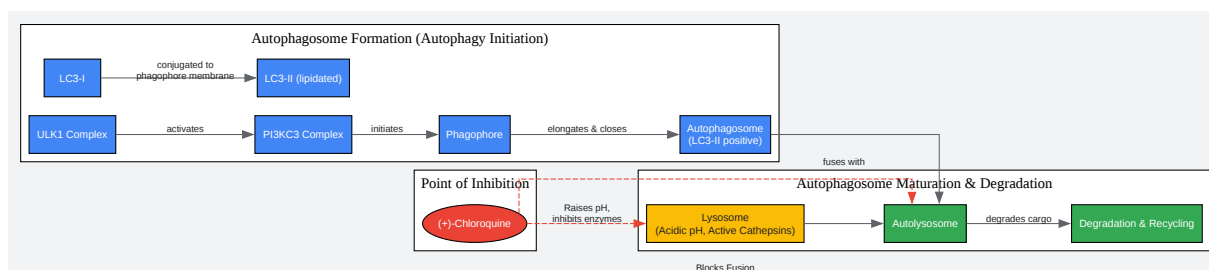 Autophagosome Formation (Autophagy Initiation)
LC3-I
conjugated to
phagophore membrane
LC3-II (lipidated)
ULK1 Complex
activates
PI3KC3 Complex
initiates
Phagophore
elongates & closes
Autophagosome
(LC3-II positive)
fuses with
Point of Inhibition
(+)-Chloroquine
Raises pH,
inhibits enzymes
Autophagosome Maturation & Degradation
Lysosome
(Acidic pH, Active Cathepsins)
Autolysosome
degrades cargo
Degradation & Recycling
Blocks Fusion